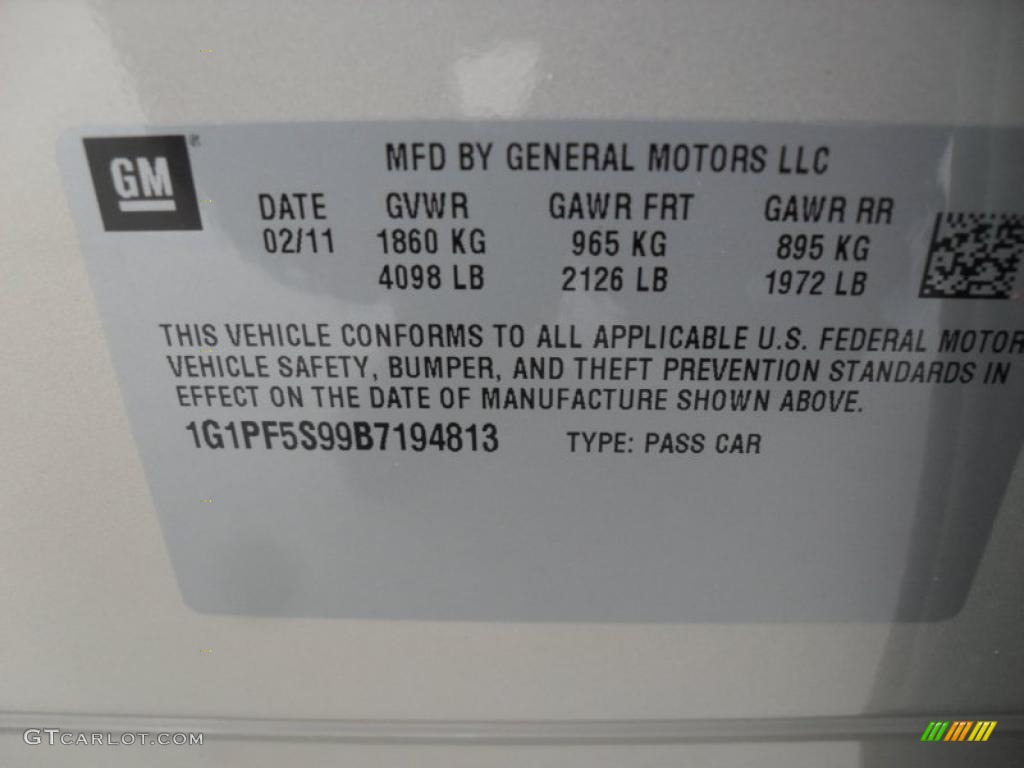 GM
MFD BY GENERAL MOTORS LLC
DATE GVWR GAWR FRT GAWR RR
02/11 1860 KG 965 KG 895 KG
4098 LB 2126 LB 1972 LB
THIS VEHICLE CONFORMS TO ALL APPLICABLE U.S. FEDERAL MOTOR
VEHICLE SAFETY, BUMPER, AND THEFT PREVENTION STANDARDS IN
EFFECT ON THE DATE OF MANUFACTURE SHOWN ABOVE.
1G1PF5S99B7194813 TYPE: PASS CAR
GTCARLOT.COM